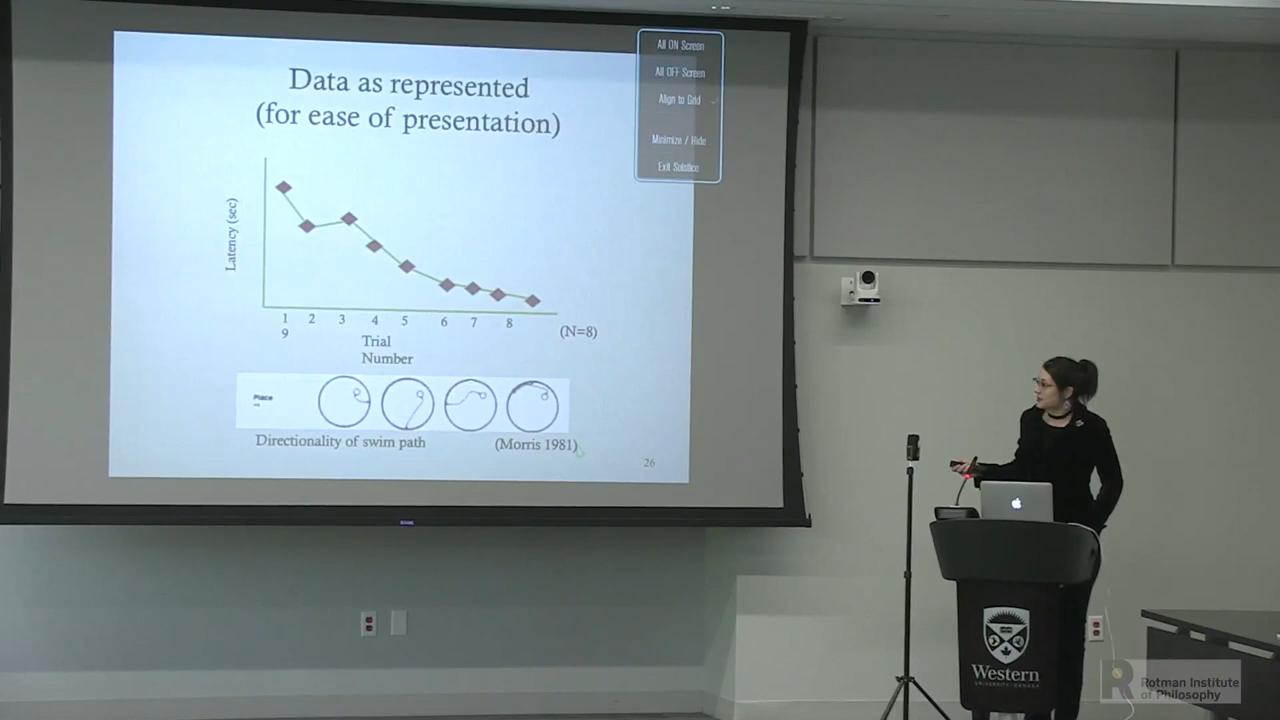 Data as represented
(for ease of presentation)
All ON Screen
All OFF Screen
Align to Grid
Minimize / Hide
Exit Solstice
Latency (sec)
1 2 3 4 5 6 7 8
9
(N=8)
Trial
Number
Place
Directionality of swim path
(Morris 1981)
26
Western
UNIVERSITY · CANADA
R
Rotman Institute
of Philosophy